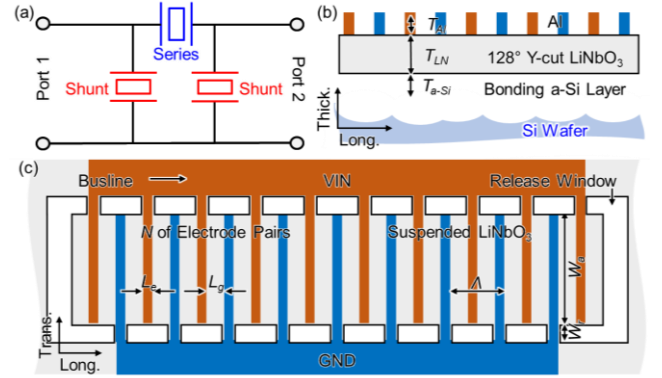 (a)
Series
Port 1
Shunt
Shunt
Port 2
(b)
T_Al
Al
T_LN
128° Y-cut LiNbO₃
T_a-Si
Bonding a-Si Layer
Thick.
Si Wafer
Long.
(c)
Busline
VIN
Release Window
N of Electrode Pairs
Suspended LiNbO₃
L_e
L_g
Λ
W_a
Trans.
Long.
GND